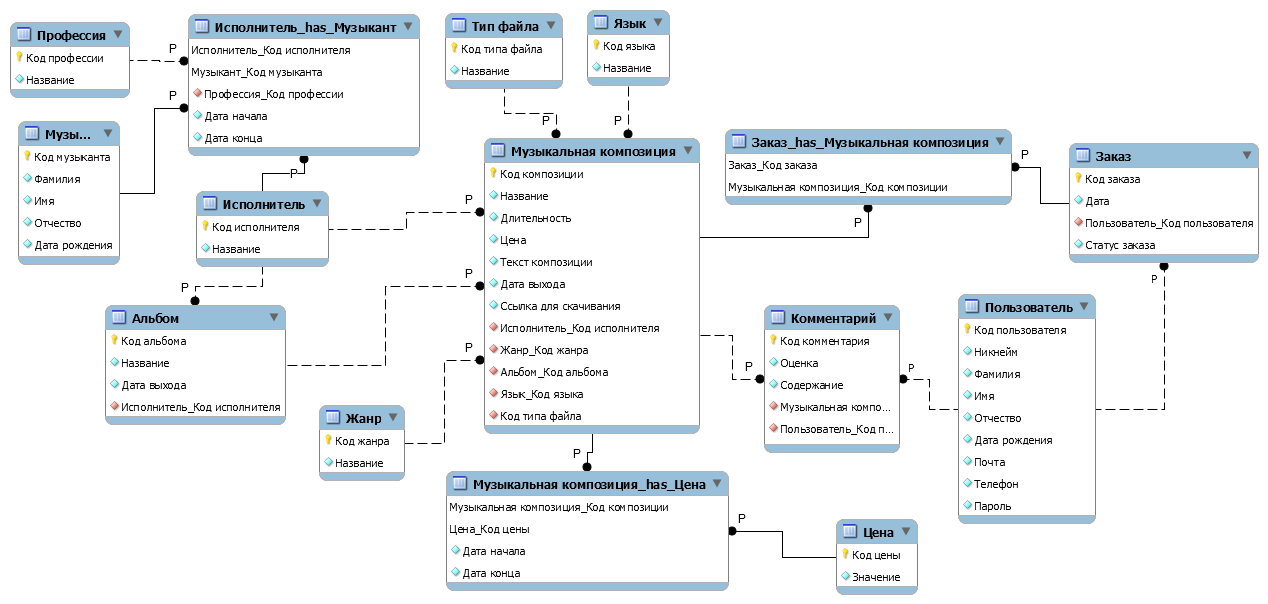 Профессия
Код профессии
Название
Исполнитель_has_Музыкант
Исполнитель_Код исполнителя
Музыкант_Код музыканта
Профессия_Код профессии
Дата начала
Дата конца
Тип файла
Код типа файла
Название
Язык
Код языка
Название
P
P
P
P
P
Музы...
Код музыканта
Фамилия
Имя
Отчество
Дата рождения
Исполнитель
Код исполнителя
Название
Музыкальная композиция
Код композиции
Название
Длительность
Цена
Текст композиции
Дата выхода
Ссылка для скачивания
Исполнитель_Код исполнителя
Жанр_Код жанра
Альбом_Код альбома
Язык_Код языка
Код типа файла
Заказ_has_Музыкальная композиция
Заказ_Код заказа
Музыкальная композиция_Код композиции
P
P
Заказ
Код заказа
Дата
Пользователь_Код пользователя
Статус заказа
P
P
P
P
P
Альбом
Код альбома
Название
Дата выхода
Исполнитель_Код исполнителя
Жанр
Код жанра
Название
Комментарий
Код комментария
Оценка
Содержание
Музыкальная компо...
Пользователь_Код п...
P
P
Пользователь
Код пользователя
Никнейм
Фамилия
Имя
Отчество
Дата рождения
Почта
Телефон
Пароль
P
Музыкальная композиция_has_Цена
Музыкальная композиция_Код композиции
Цена_Код цены
Дата начала
Дата конца
P
Цена
Код цены
Значение